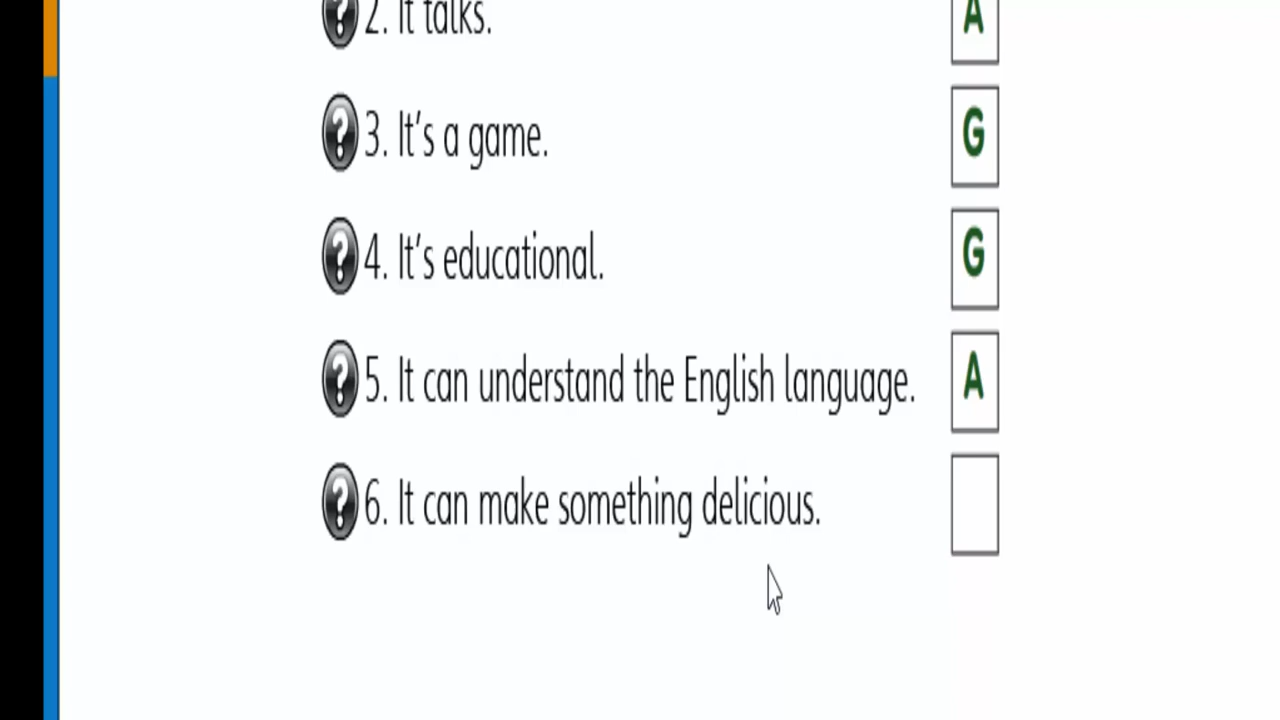 2. It talks. A
3. It's a game. G
4. It's educational. G
5. It can understand the English language. A
6. It can make something delicious.